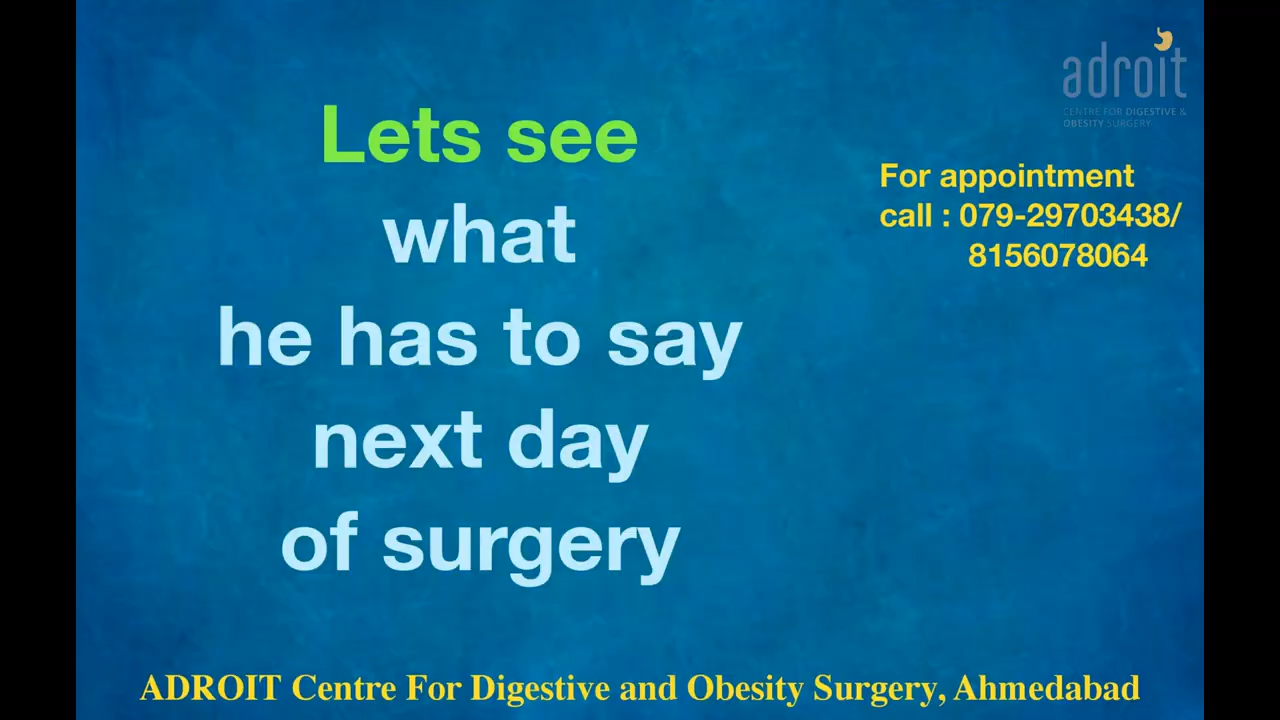 Lets see
what
he has to say
next day
of surgery
adroit
CENTRE FOR DIGESTIVE &
OBESITY SURGERY
For appointment
call : 079-29703438/
8156078064
ADROIT Centre For Digestive and Obesity Surgery, Ahmedabad